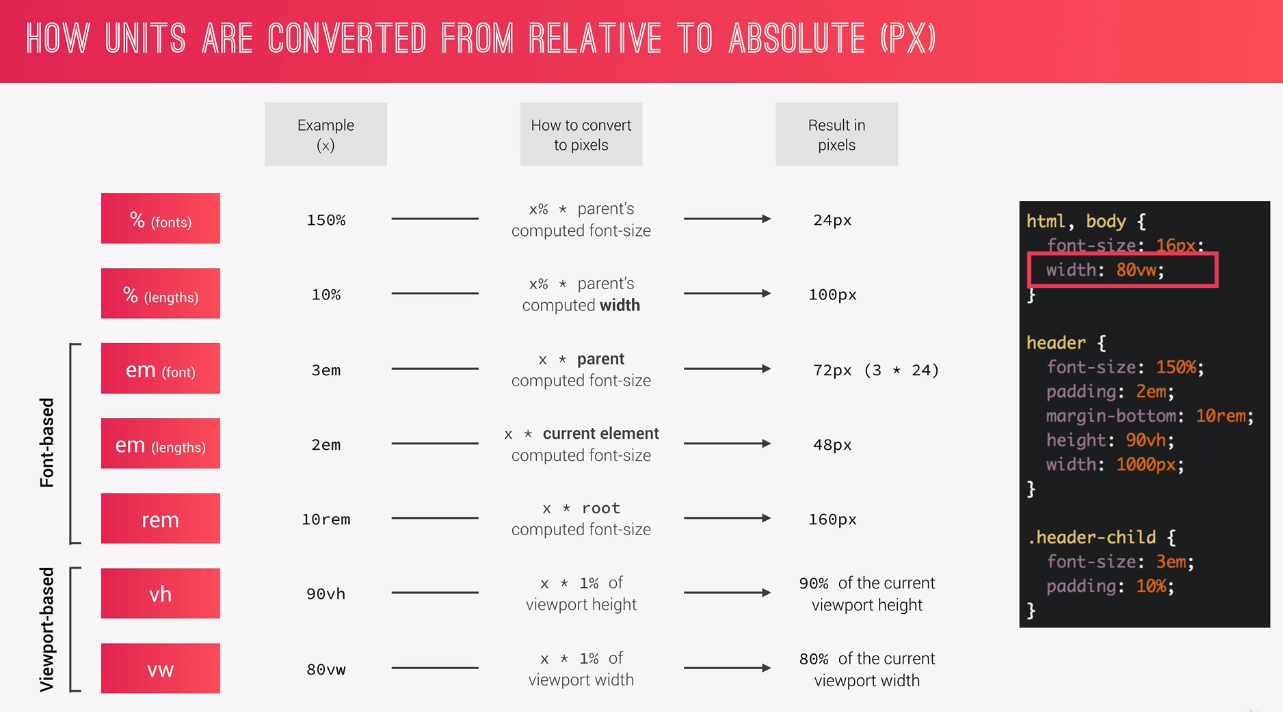 HOW UNITS ARE CONVERTED FROM RELATIVE TO ABSOLUTE (PX)
Example
(x)
How to convert
to pixels
Result in
pixels
% (fonts)
150%
x% * parent's
computed font-size
24px
% (lengths)
10%
x% * parent's
computed width
100px
Font-based
em (font)
3em
x * parent
computed font-size
72px (3 * 24)
em (lengths)
2em
x * current element
computed font-size
48px
rem
10rem
x * root
computed font-size
160px
Viewport-based
vh
90vh
x * 1% of
viewport height
90% of the current
viewport height
vw
80vw
x * 1% of
viewport width
80% of the current
viewport width
html, body {
font-size: 16px;
width: 80vw;
}
header {
font-size: 150%;
padding: 2em;
margin-bottom: 10rem;
height: 90vh;
width: 1000px;
}
.header-child {
font-size: 3em;
padding: 10%;
}